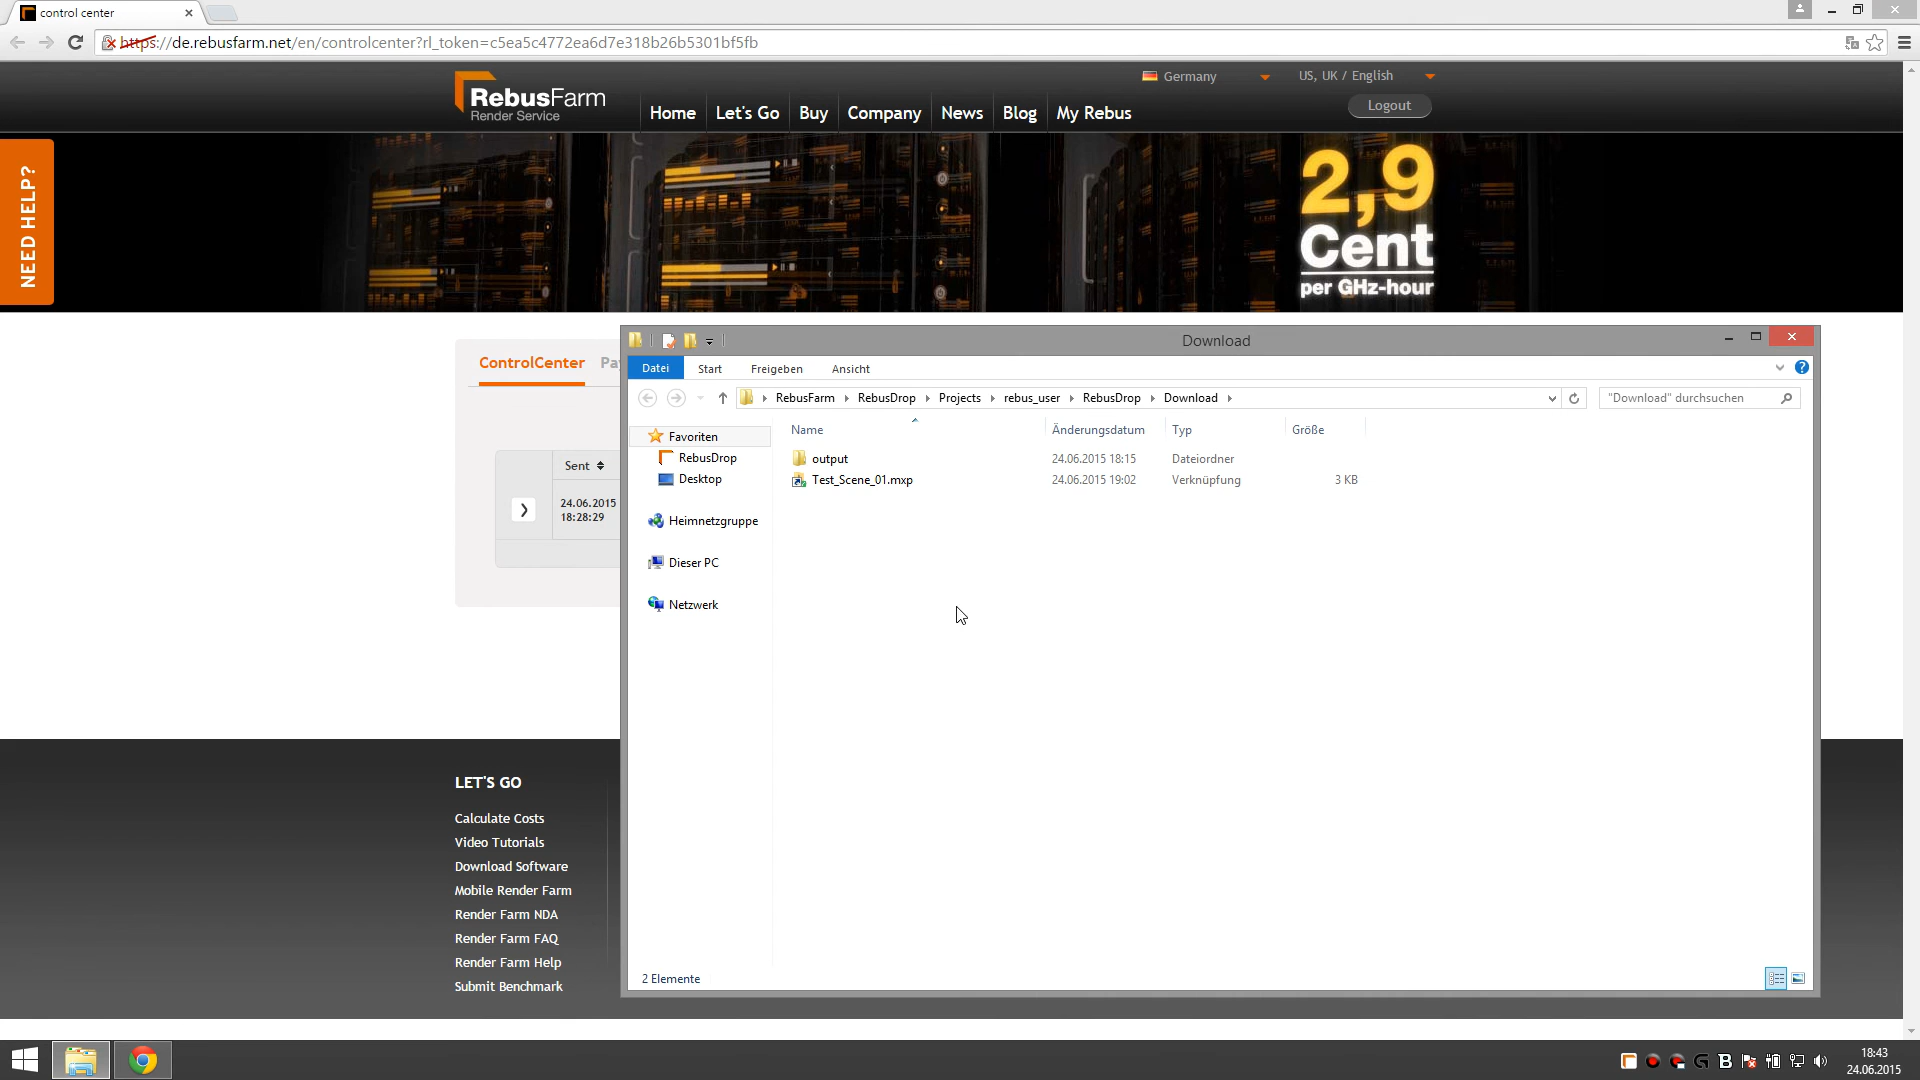 control center
https://de.rebusfarm.net/en/controlcenter?rl_token=c5ea5c4772ea6d7e318b26b5301bf5fb
RebusFarm
Render Service
Germany
US, UK / English
Logout
Home
Let's Go
Buy
Company
News
Blog
My Rebus
NEED HELP?
2,9
Cent
per GHz-hour
ControlCenter
Pa
Sent
24.06.2015
18:28:29
Download
Datei
Start
Freigeben
Ansicht
RebusFarm
RebusDrop
Projects
rebus_user
RebusDrop
Download
"Download" durchsuchen
Name
Änderungsdatum
Typ
Größe
Favoriten
RebusDrop
Desktop
Heimnetzgruppe
Dieser PC
Netzwerk
output
24.06.2015 18:15
Dateiordner
Test_Scene_01.mxp
24.06.2015 19:02
Verknüpfung
3 KB
2 Elemente
LET'S GO
Calculate Costs
Video Tutorials
Download Software
Mobile Render Farm
Render Farm NDA
Render Farm FAQ
Render Farm Help
Submit Benchmark
18:43
24.06.2015